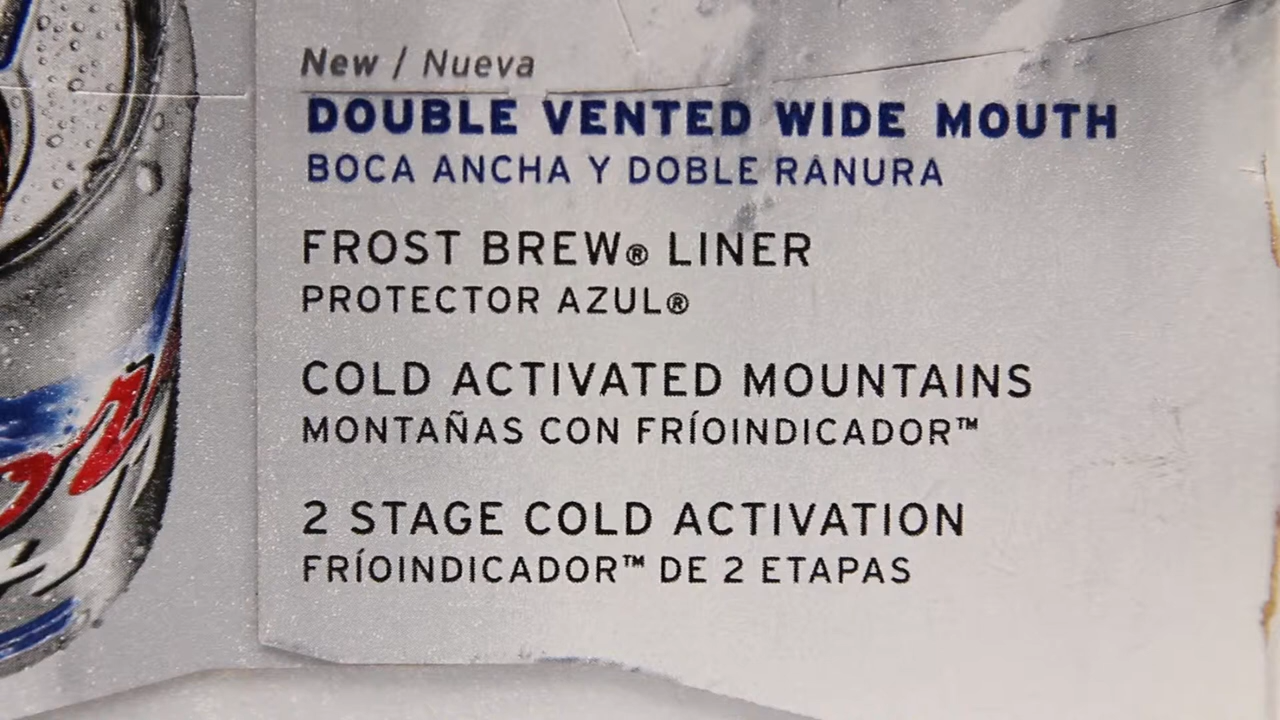 New / Nueva
DOUBLE VENTED WIDE MOUTH
BOCA ANCHA Y DOBLE RANURA
FROST BREW® LINER
PROTECTOR AZUL®
COLD ACTIVATED MOUNTAINS
MONTAÑAS CON FRÍOINDICADOR™
2 STAGE COLD ACTIVATION
FRÍOINDICADOR™ DE 2 ETAPAS